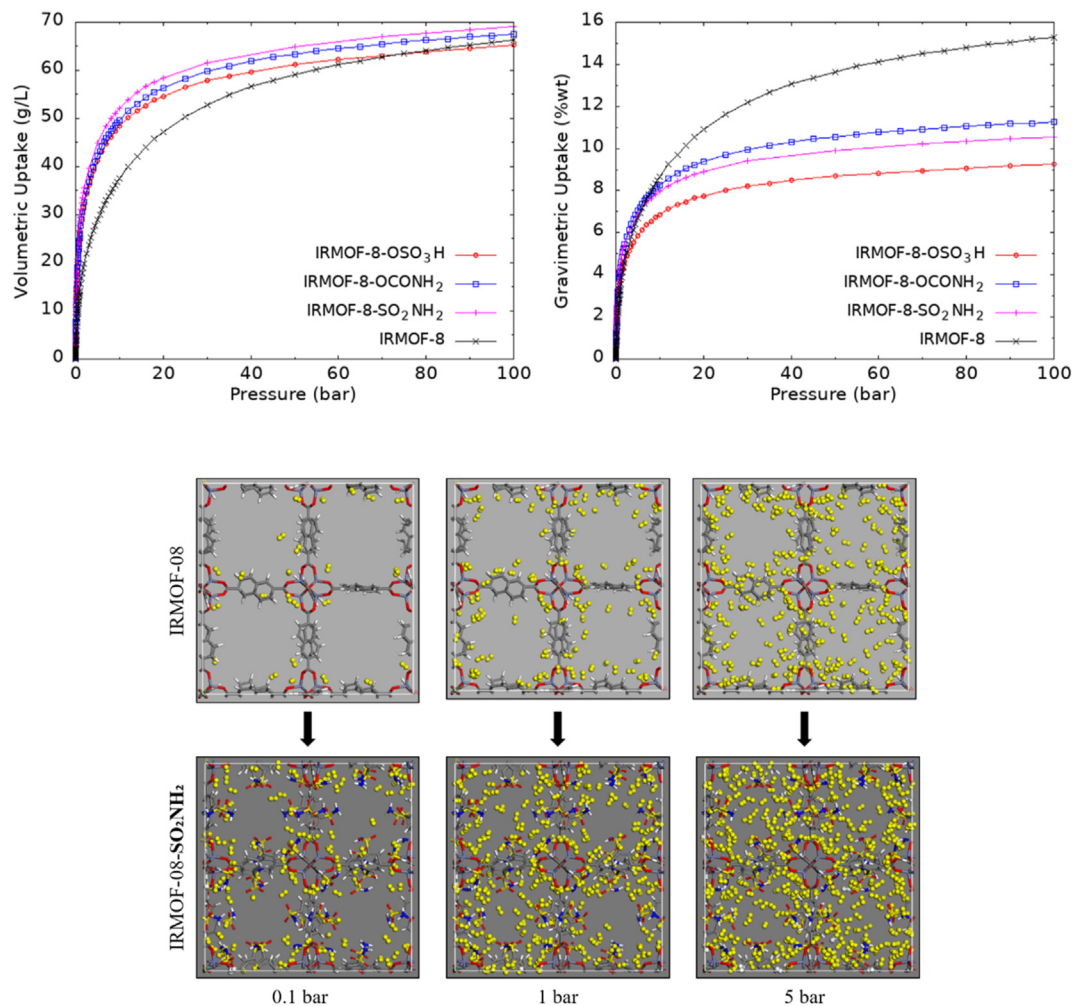 70
60
50
40
30
20
10
0
Volumetric Uptake (g/L)
IRMOF-8-OSO₃H
IRMOF-8-OCONH₂
IRMOF-8-SO₂NH₂
IRMOF-8
0 20 40 60 80 100
Pressure (bar)
16
14
12
10
8
6
4
2
0
Gravimetric Uptake (%wt)
IRMOF-8-OSO₃H
IRMOF-8-OCONH₂
IRMOF-8-SO₂NH₂
IRMOF-8
0 20 40 60 80 100
Pressure (bar)
IRMOF-08
IRMOF-08-SO₂NH₂
0.1 bar
1 bar
5 bar